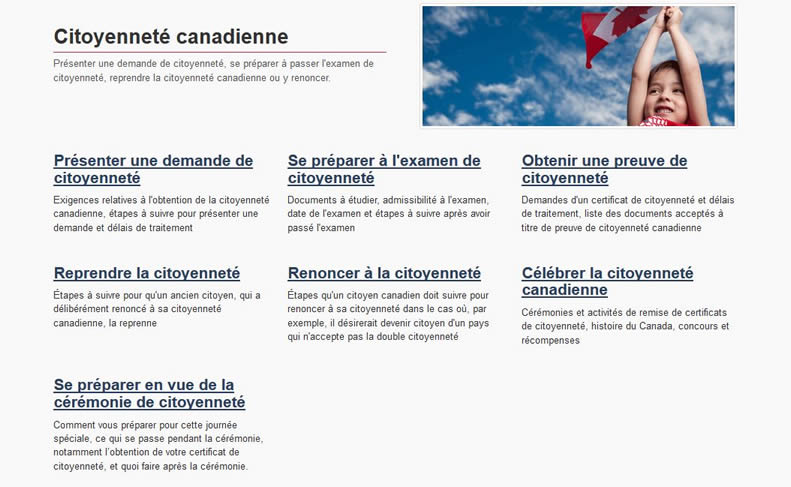 Citoyenneté canadienne
Présenter une demande de citoyenneté, se préparer à passer l'examen de
citoyenneté, reprendre la citoyenneté canadienne ou y renoncer.
Présenter une demande de
citoyenneté
Exigences relatives à l'obtention de la citoyenneté
canadienne, étapes à suivre pour présenter une
demande et délais de traitement
Se préparer à l'examen de
citoyenneté
Documents à étudier, admissibilité à l'examen,
date de l'examen et étapes à suivre après avoir
passé l'examen
Obtenir une preuve de
citoyenneté
Demandes d'un certificat de citoyenneté et délais
de traitement, liste des documents acceptés à
titre de preuve de citoyenneté canadienne
Reprendre la citoyenneté
Étapes à suivre pour qu'un ancien citoyen, qui a
délibérément renoncé à sa citoyenneté
canadienne, la reprenne
Renoncer à la citoyenneté
Étapes qu'un citoyen canadien doit suivre pour
renoncer à sa citoyenneté dans le cas où, par
exemple, il désirerait devenir citoyen d'un pays
qui n'accepte pas la double citoyenneté
Célébrer la citoyenneté
canadienne
Cérémonies et activités de remise de certificats
de citoyenneté, histoire du Canada, concours et
récompenses
Se préparer en vue de la
cérémonie de citoyenneté
Comment vous préparer pour cette journée
spéciale, ce qui se passe pendant la cérémonie,
notamment l’obtention de votre certificat de
citoyenneté, et quoi faire après la cérémonie.